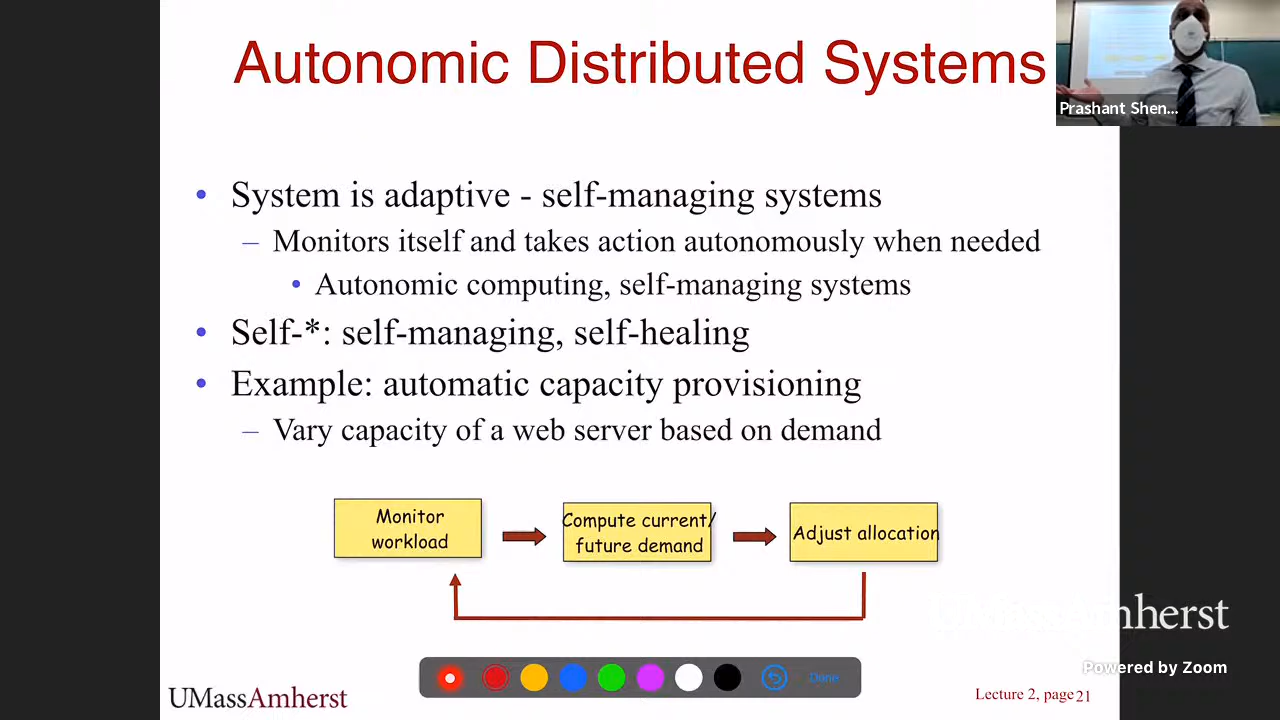 Autonomic Distributed Systems
Prashant Shen...
• System is adaptive - self-managing systems
– Monitors itself and takes action autonomously when needed
• Autonomic computing, self-managing systems
• Self-*: self-managing, self-healing
• Example: automatic capacity provisioning
– Vary capacity of a web server based on demand
Monitor
workload
Compute current/
future demand
Adjust allocation
UMassAmherst
Powered by Zoom
Done
UMassAmherst
Lecture 2, page 21